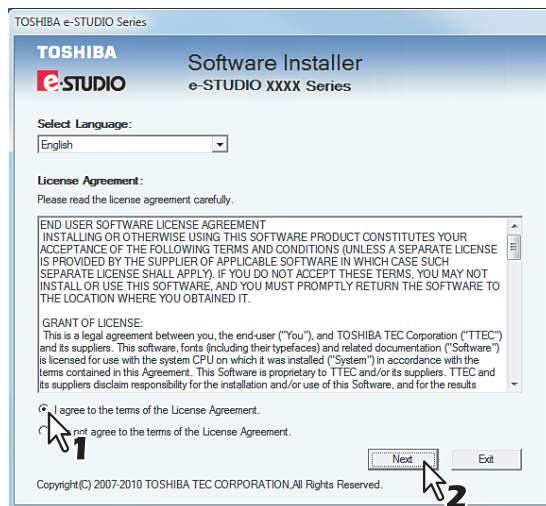 TOSHIBA e-STUDIO Series
TOSHIBA
e-STUDIO
Software Installer
e-STUDIO XXXX Series
Select Language:
English
License Agreement:
Please read the license agreement carefully.
END USER SOFTWARE LICENSE AGREEMENT
INSTALLING OR OTHERWISE USING THIS SOFTWARE PRODUCT CONSTITUTES YOUR
ACCEPTANCE OF THE FOLLOWING TERMS AND CONDITIONS (UNLESS A SEPARATE LICENSE
IS PROVIDED BY THE SUPPLIER OF APPLICABLE SOFTWARE IN WHICH CASE SUCH
SEPARATE LICENSE SHALL APPLY). IF YOU DO NOT ACCEPT THESE TERMS, YOU MAY NOT
INSTALL OR USE THIS SOFTWARE, AND YOU MUST PROMPTLY RETURN THE SOFTWARE TO
THE LOCATION WHERE YOU OBTAINED IT.
GRANT OF LICENSE:
This is a legal agreement between you, the end-user ("You"), and TOSHIBA TEC Corporation ("TTEC")
and its suppliers. This software, fonts (including their typefaces) and related documentation ("Software")
is licensed for use with the system CPU on which it was installed ("System") in accordance with the
terms contained in this Agreement. This Software is proprietary to TTEC and/or its suppliers. TTEC and
its suppliers disclaim responsibility for the installation and/or use of this Software, and for the results
I agree to the terms of the License Agreement.
not agree to the terms of the License Agreement.
1
Next
Exit
2
Copyright(C) 2007-2010 TOSHIBA TEC CORPORATION,All Rights Reserved.